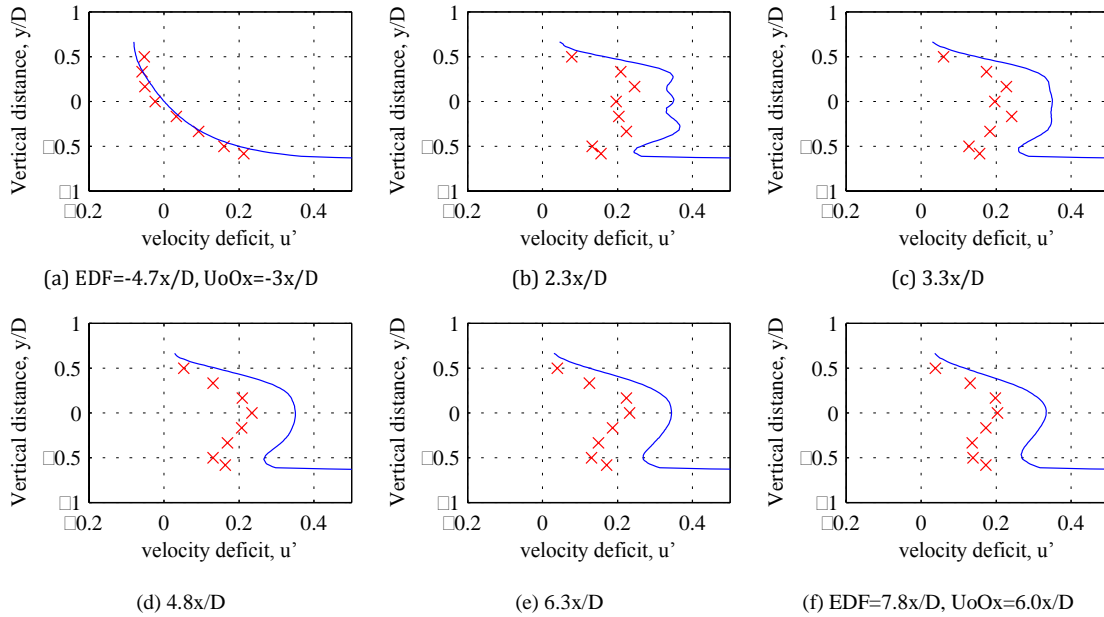 Vertical distance, y/D
1
0.5
0
□0.5
□1
□0.2 0 0.2 0.4
velocity deficit, u’
(a) EDF=-4.7x/D, UoOx=-3x/D
Vertical distance, y/D
1
0.5
0
□0.5
□1
□0.2 0 0.2 0.4
velocity deficit, u’
(b) 2.3x/D
Vertical distance, y/D
1
0.5
0
□0.5
□1
□0.2 0 0.2 0.4
velocity deficit, u’
(c) 3.3x/D
Vertical distance, y/D
1
0.5
0
□0.5
□1
□0.2 0 0.2 0.4
velocity deficit, u’
(d) 4.8x/D
Vertical distance, y/D
1
0.5
0
□0.5
□1
□0.2 0 0.2 0.4
velocity deficit, u’
(e) 6.3x/D
Vertical distance, y/D
1
0.5
0
□0.5
□1
□0.2 0 0.2 0.4
velocity deficit, u’
(f) EDF=7.8x/D, UoOx=6.0x/D